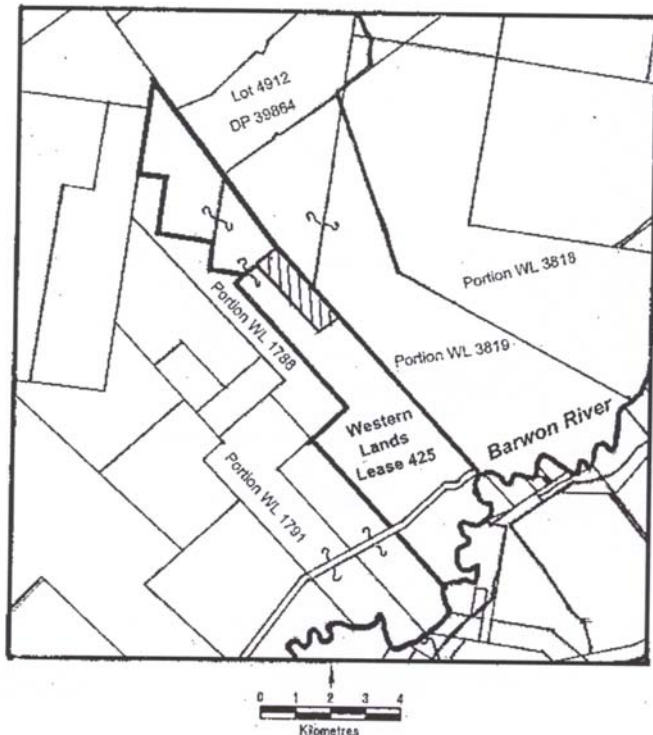 Lot 4912
DP 39864
Portion WL 3818
Portion WL 1788
Portion WL 3819
Western
Lands
Lease 425
Barwon River
Portion WL 1791
0 1 2 3 4
Kilometres